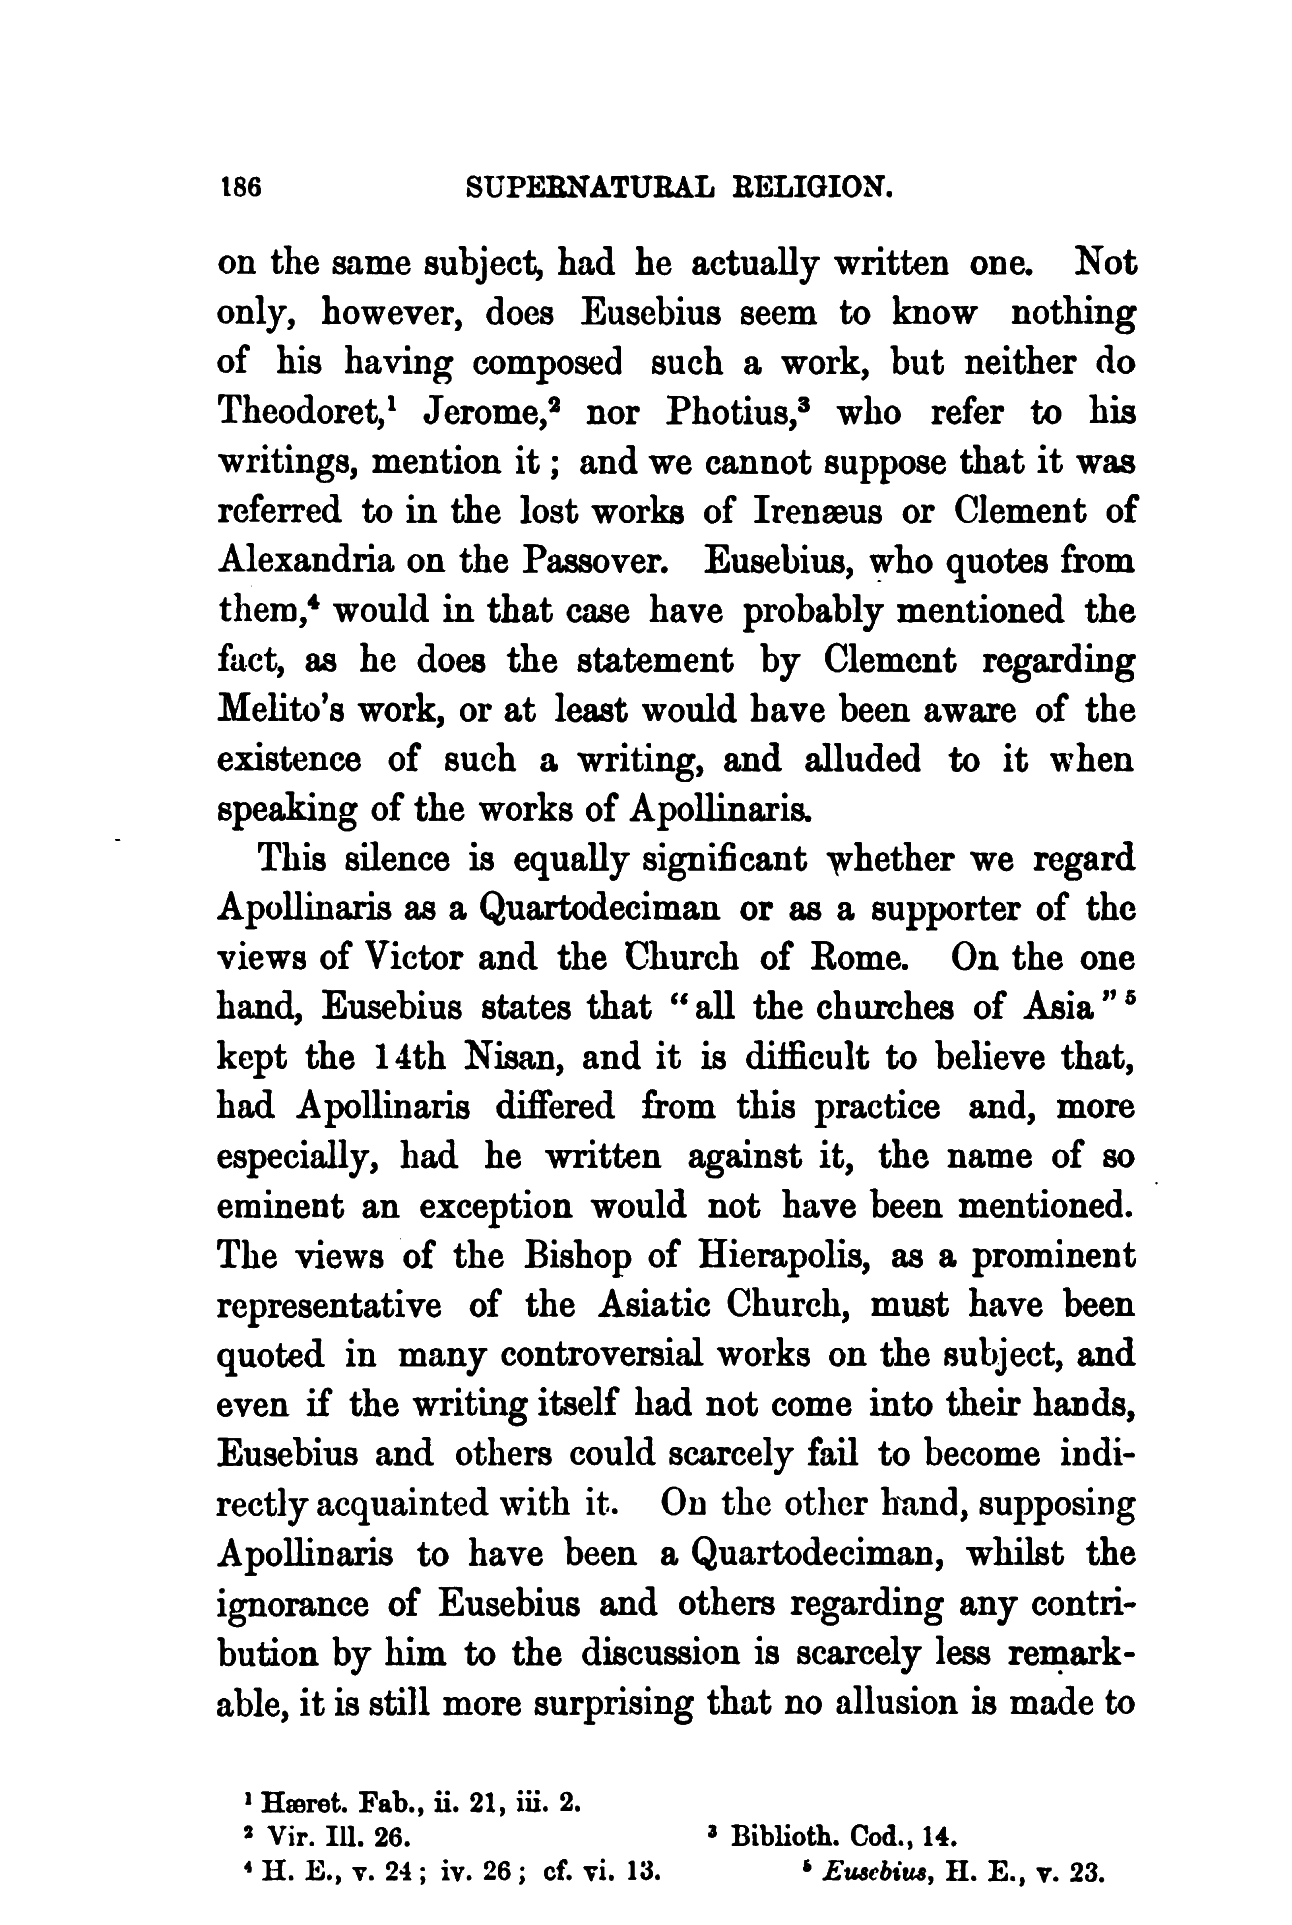 186 SUPERNATURAL RELIGION.
on the same subject, had he actually written one. Not
only, however, does Eusebius seem to know nothing
of his having composed such a work, but neither do
Theodoret,¹ Jerome,² nor Photius,³ who refer to his
writings, mention it ; and we cannot suppose that it was
referred to in the lost works of Irenæus or Clement of
Alexandria on the Passover. Eusebius, who quotes from
them,⁴ would in that case have probably mentioned the
fact, as he does the statement by Clement regarding
Melito's work, or at least would have been aware of the
existence of such a writing, and alluded to it when
speaking of the works of Apollinaris.
This silence is equally significant whether we regard
Apollinaris as a Quartodeciman or as a supporter of the
views of Victor and the Church of Rome. On the one
hand, Eusebius states that “all the churches of Asia”⁵
kept the 14th Nisan, and it is difficult to believe that,
had Apollinaris differed from this practice and, more
especially, had he written against it, the name of so
eminent an exception would not have been mentioned.
The views of the Bishop of Hierapolis, as a prominent
representative of the Asiatic Church, must have been
quoted in many controversial works on the subject, and
even if the writing itself had not come into their hands,
Eusebius and others could scarcely fail to become indi-
rectly acquainted with it. On the other hand, supposing
Apollinaris to have been a Quartodeciman, whilst the
ignorance of Eusebius and others regarding any contri-
bution by him to the discussion is scarcely less remark-
able, it is still more surprising that no allusion is made to
¹ Hæret. Fab., ii. 21, iii. 2.
² Vir. Ill. 26. ³ Biblioth. Cod., 14.
⁴ H. E., v. 24 ; iv. 26 ; cf. vi. 13. ⁵ Eusebius, H. E., v. 23.